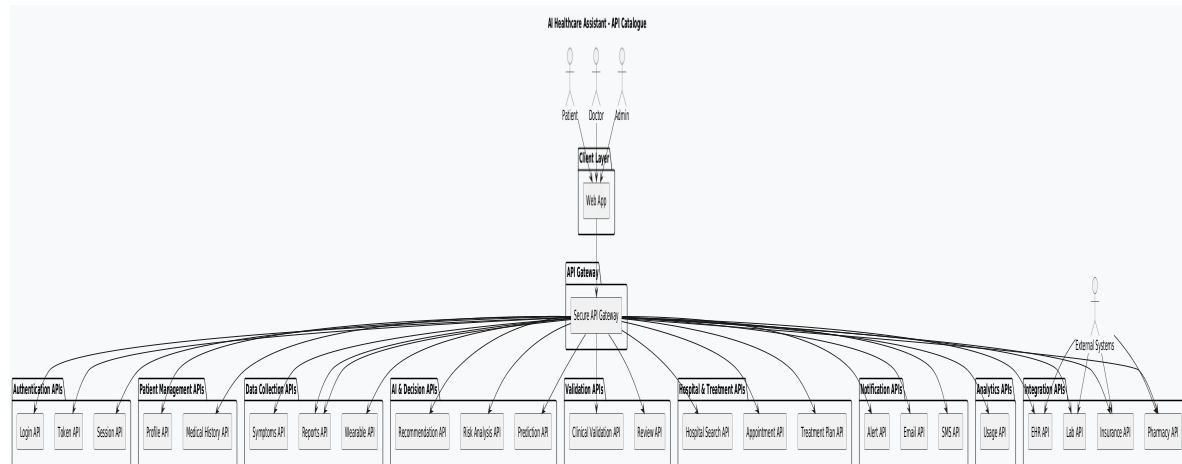 AI Healthcare Assistant - API Catalogue
Patient Doctor Admin
Client Layer
Web App
API Gateway
Secure API Gateway
External Systems
Authentication APIs Patient Management APIs Data Collection APIs AI & Decision APIs Validation APIs Hospital & Treatment APIs Notification APIs Analytics APIs Integration APIs
Login API Token API Session API Profile API Medical History API Symptoms API Reports API Wearable API Recommendation API Risk Analysis API Prediction API Clinical Validation API Review API Hospital Search API Appointment API Treatment Plan API Alert API Email API SMS API Usage API EHR API Lab API Insurance API Pharmacy API